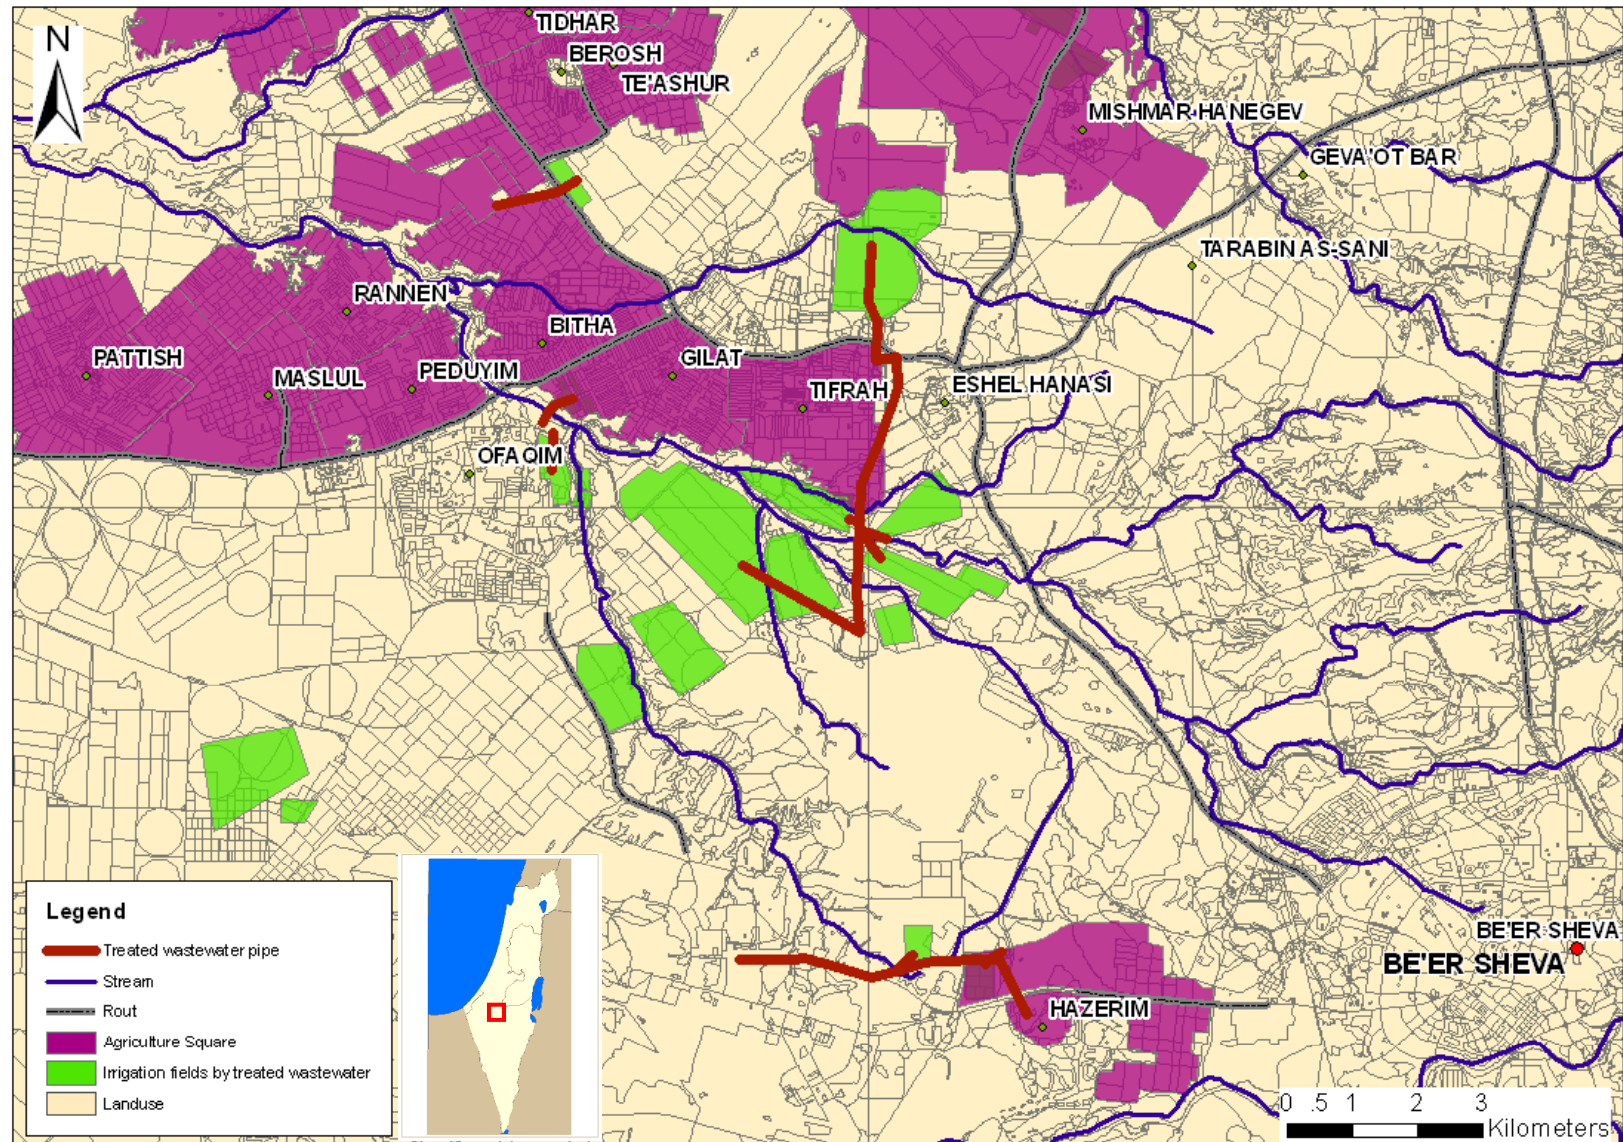 N
TIDHAR
BEROSH
TE'ASHUR
MISHMAR HANEGEV
GEVA'OT BAR
TARABIN AS-SANI
RANNEN
BITHA
PATTISH
MASLUL
PEDUYIM
GILAT
TIFRAH
ESHEL HANASI
OFAQIM
BE'ER SHEVA
BE'ER SHEVA
HAZERIM
Legend
Treated wastewater pipe
Stream
Rout
Agriculture Square
Irrigation fields by treated wastewater
Landuse
0 .5 1 2 3
Kilometers